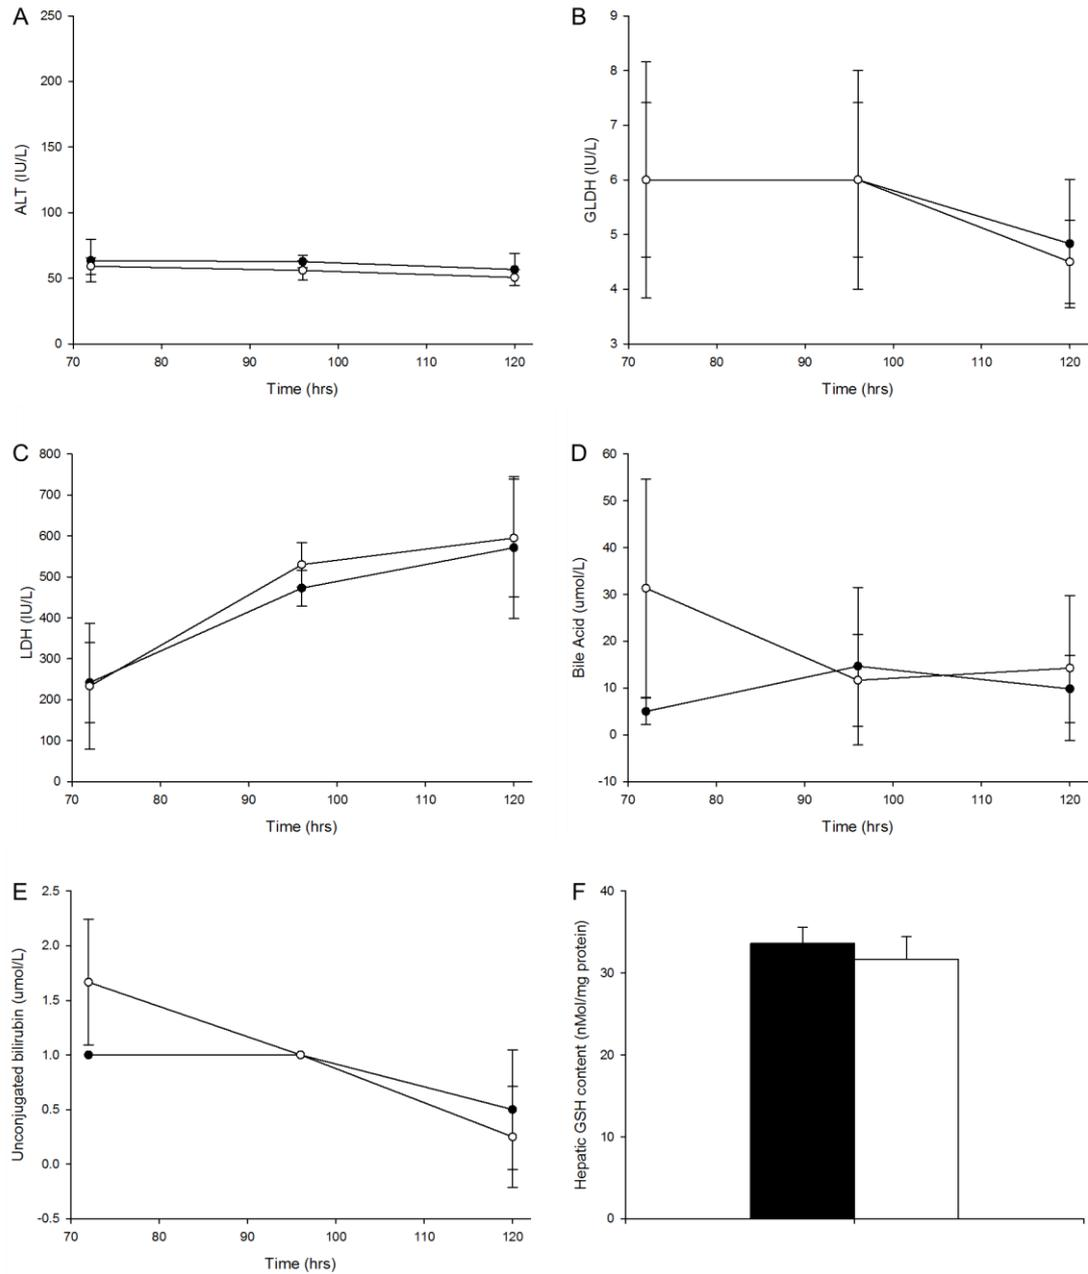 A
250
200
150
100
50
0
ALT (IU/L)
70 80 90 100 110 120
Time (hrs)
B
9
8
7
6
5
4
3
GLDH (IU/L)
70 80 90 100 110 120
Time (hrs)
C
800
700
600
500
400
300
200
100
0
LDH (IU/L)
70 80 90 100 110 120
Time (hrs)
D
60
50
40
30
20
10
0
-10
Bile Acid (umol/L)
70 80 90 100 110 120
Time (hrs)
E
2.5
2.0
1.5
1.0
0.5
0.0
-0.5
Unconjugated bilirubin (umol/L)
70 80 90 100 110 120
Time (hrs)
F
40
30
20
10
0
Hepatic GSH content (nMol/mg protein)